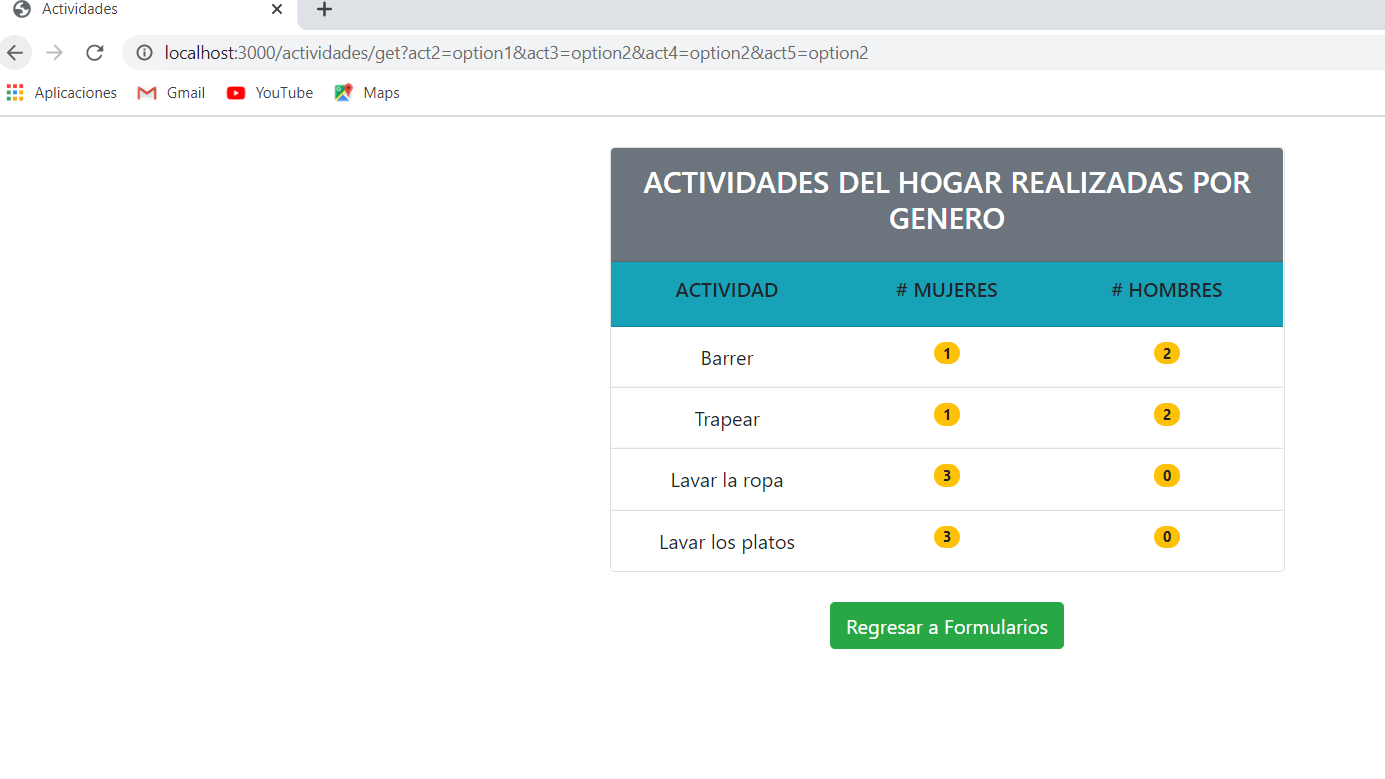 Actividades
localhost:3000/actividades/get?act2=option1&act3=option2&act4=option2&act5=option2
Aplicaciones Gmail YouTube Maps
ACTIVIDADES DEL HOGAR REALIZADAS POR
GENERO
ACTIVIDAD # MUJERES # HOMBRES
Barrer 1 2
Trapear 1 2
Lavar la ropa 3 0
Lavar los platos 3 0
Regresar a Formularios